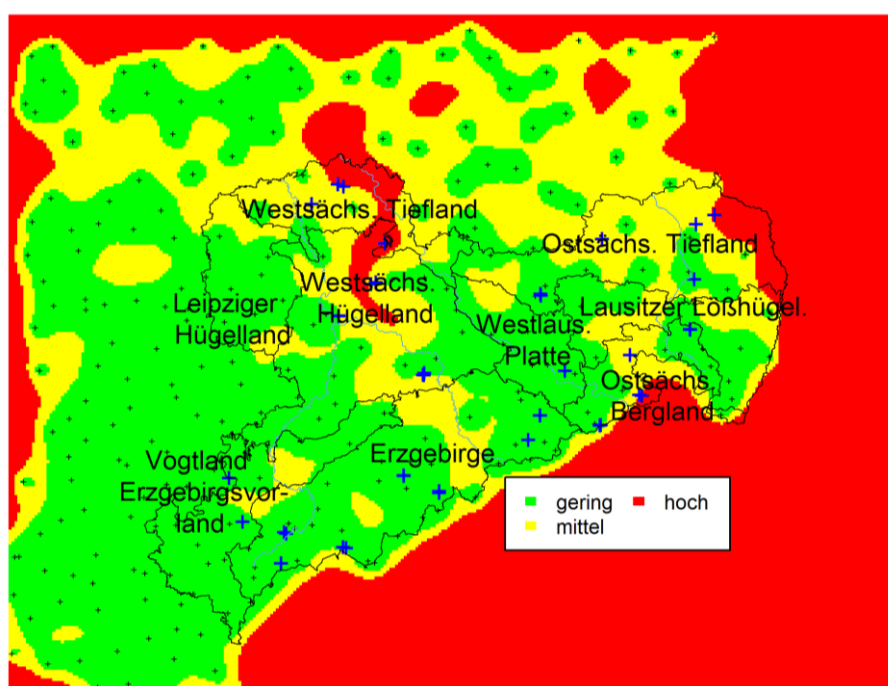 Westsächs. Tiefland
Ostsächs. Tiefland
Westsächs.
Hügelland
Leipziger
Hügelland
Lausitzer Lößhügel.
Westlaus.
Platte
Ostsächs.
Bergland
Erzgebirge
Vogtland
Erzgebirgsvor-
land
gering
hoch
mittel